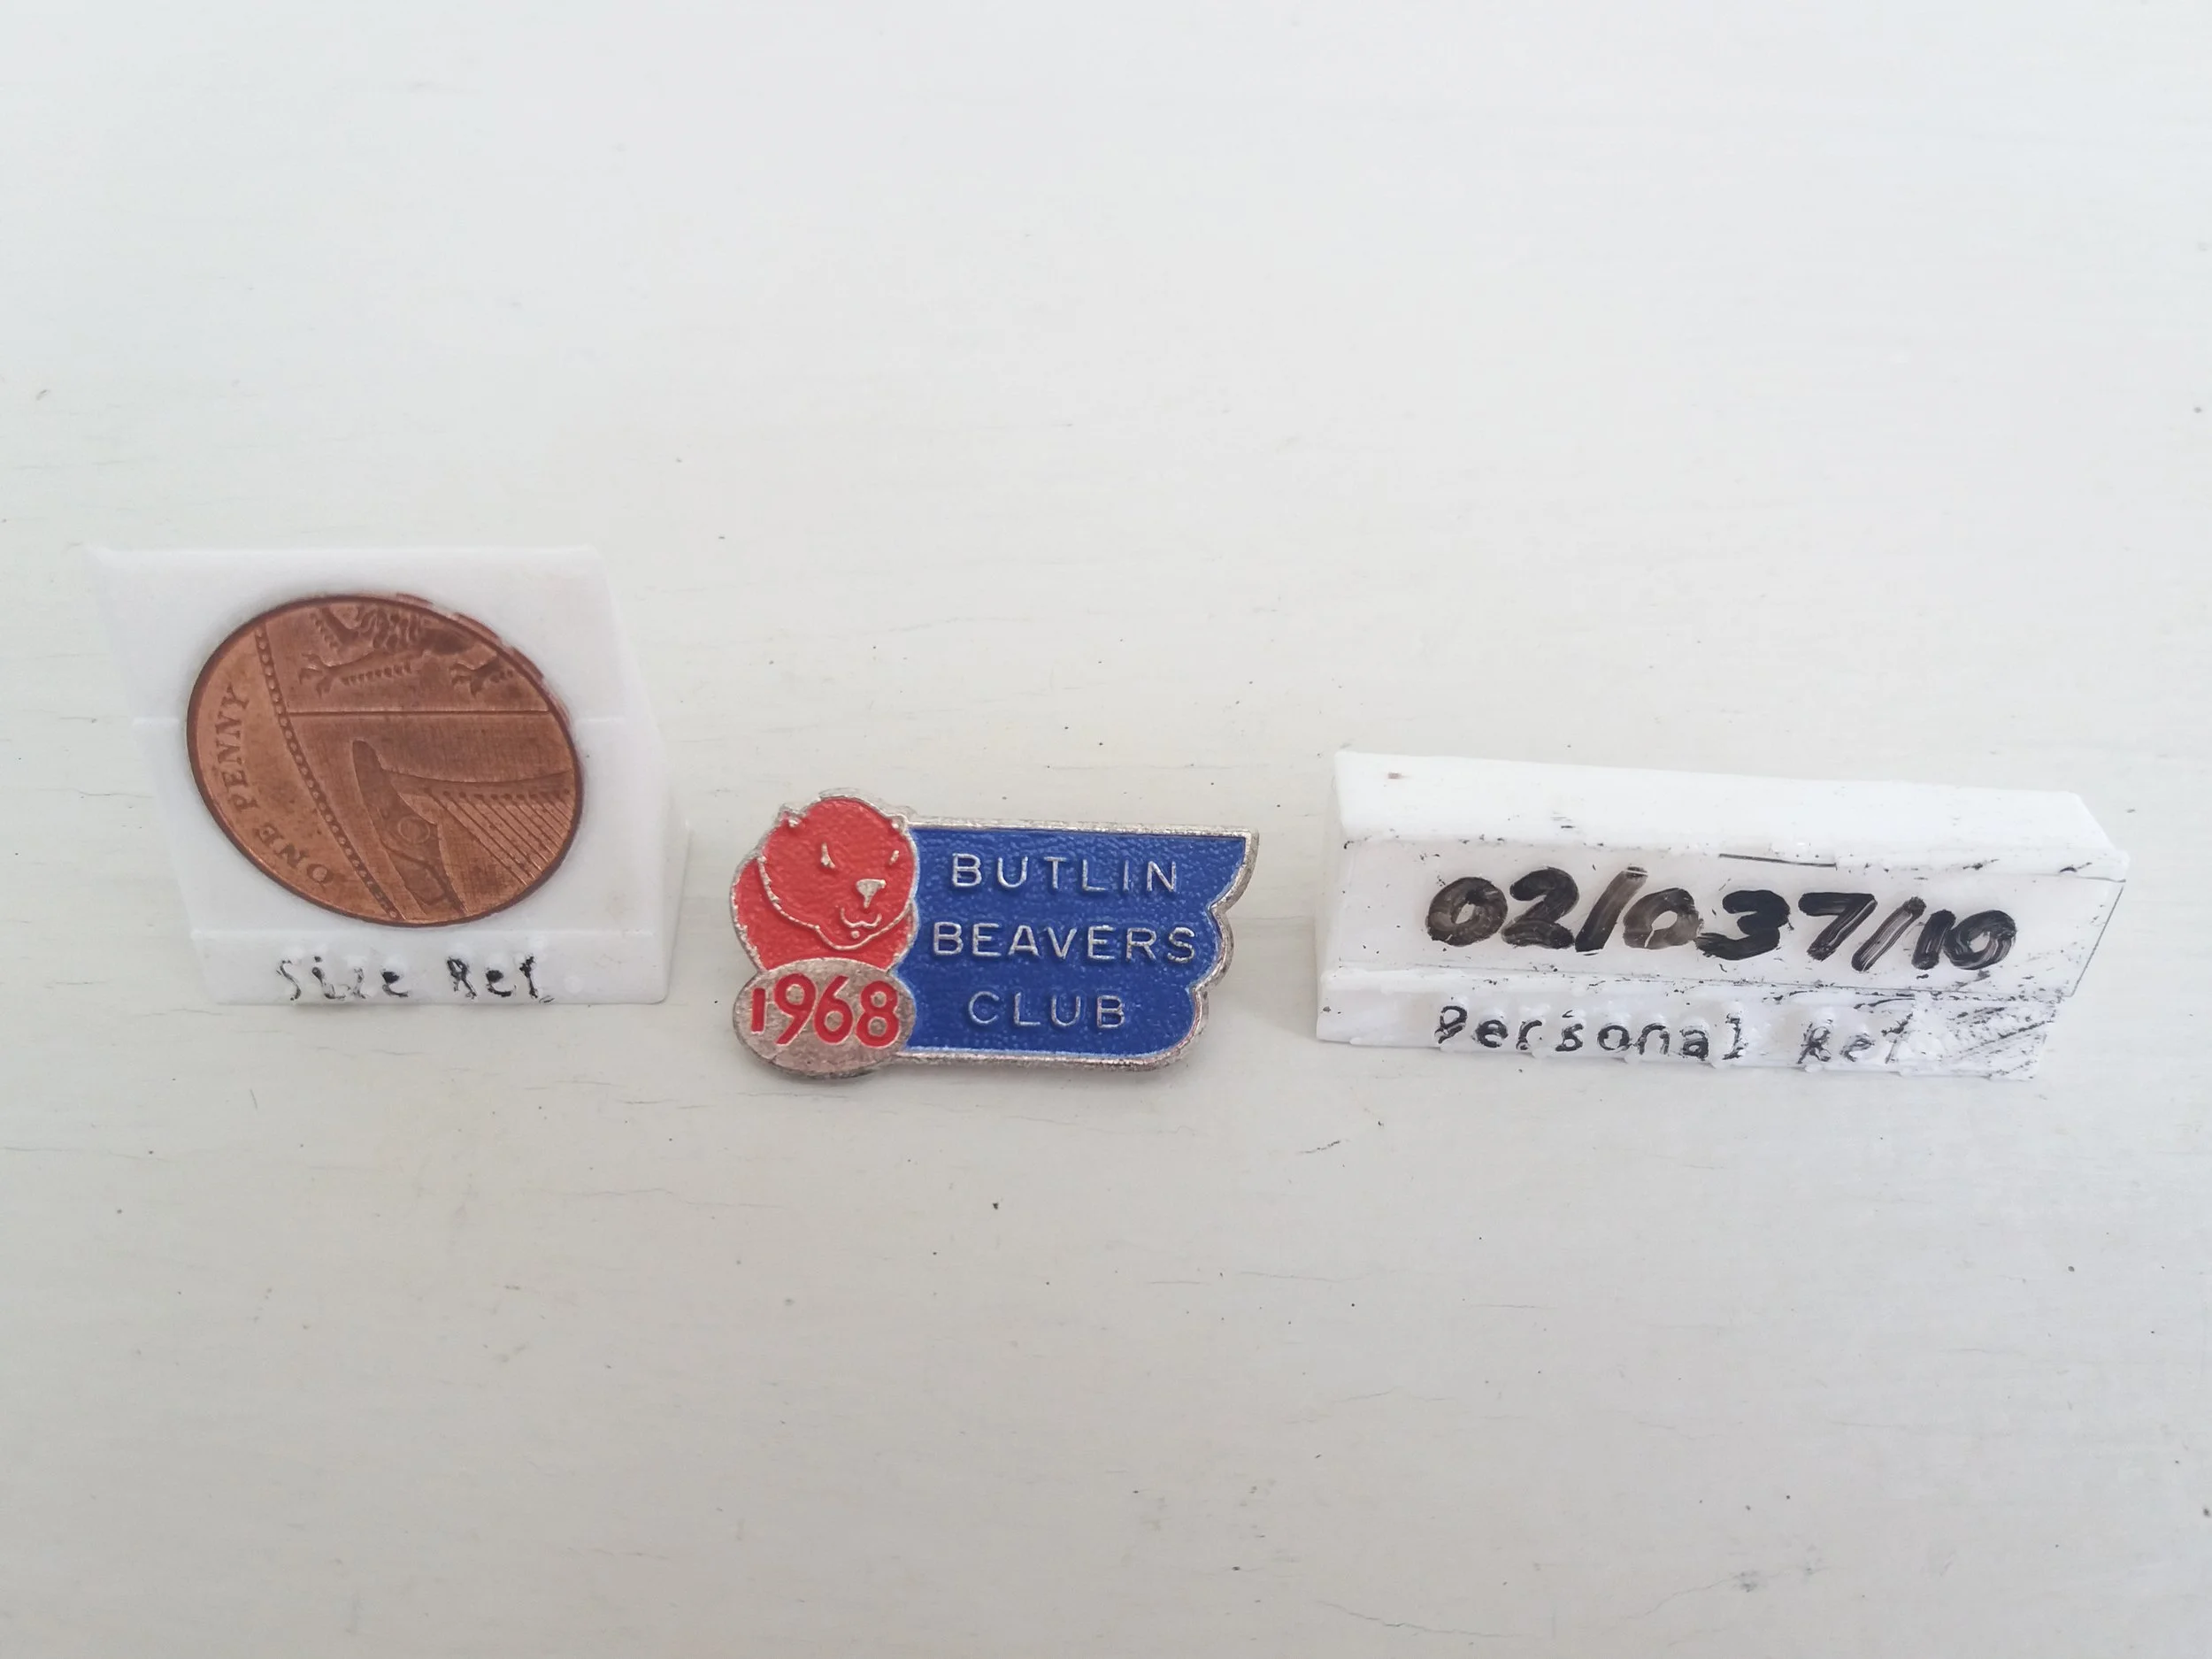 ONE PENNY
Size Ref
1968
BUTLIN
BEAVERS
CLUB
02/037/10
Personal Ref